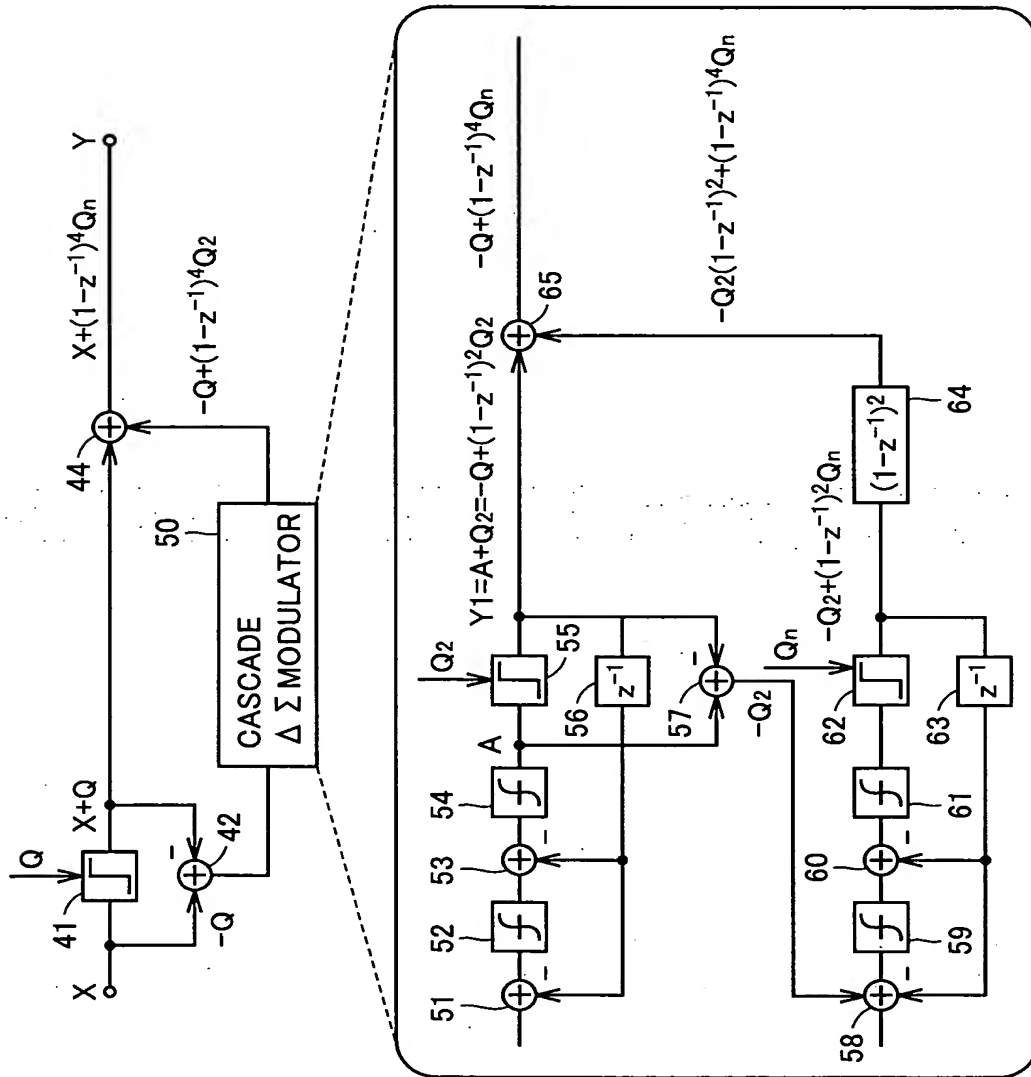 X
41
Q
X+Q
-
42
-Q
CASCADE
ΔΣ MODULATOR
50
44
X+(1-z⁻¹)⁴Qn
Y
-Q+(1-z⁻¹)⁴Q2
51
-
52
53
-
54
A
Q2
55
56
z⁻¹
Y1=A+Q2=-Q+(1-z⁻¹)²Q2
-
57
-Q2
65
-Q+(1-z⁻¹)⁴Qn
58
-
59
60
-
61
62
Qn
63
z⁻¹
-Q2+(1-z⁻¹)²Qn
(1-z⁻¹)²
64
-Q2(1-z⁻¹)²+(1-z⁻¹)⁴Qn